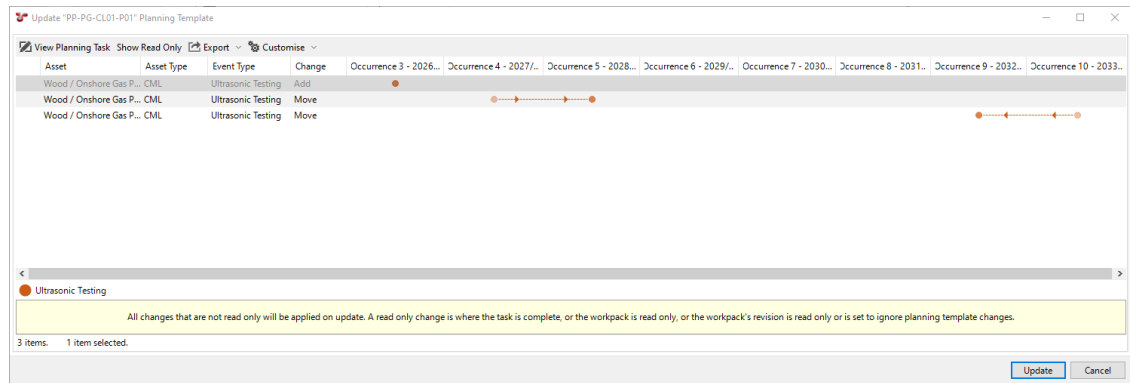 Update "PP-PG-CL01-P01" Planning Template
View Planning Task Show Read Only Export Customise
Asset Asset Type Event Type Change Occurrence 3 - 2026... Occurrence 4 - 2027/.. Occurrence 5 - 2028... Occurrence 6 - 2029/.. Occurrence 7 - 2030... Occurrence 8 - 2031.. Occurrence 9 - 2032.. Occurrence 10 - 2033..
Wood / Onshore Gas P... CML Ultrasonic Testing Add
Wood / Onshore Gas P... CML Ultrasonic Testing Move
Wood / Onshore Gas P... CML Ultrasonic Testing Move
Ultrasonic Testing
All changes that are not read only will be applied on update. A read only change is where the task is complete, or the workpack is read only, or the workpack's revision is read only or is set to ignore planning template changes.
3 items. 1 item selected.
Update Cancel